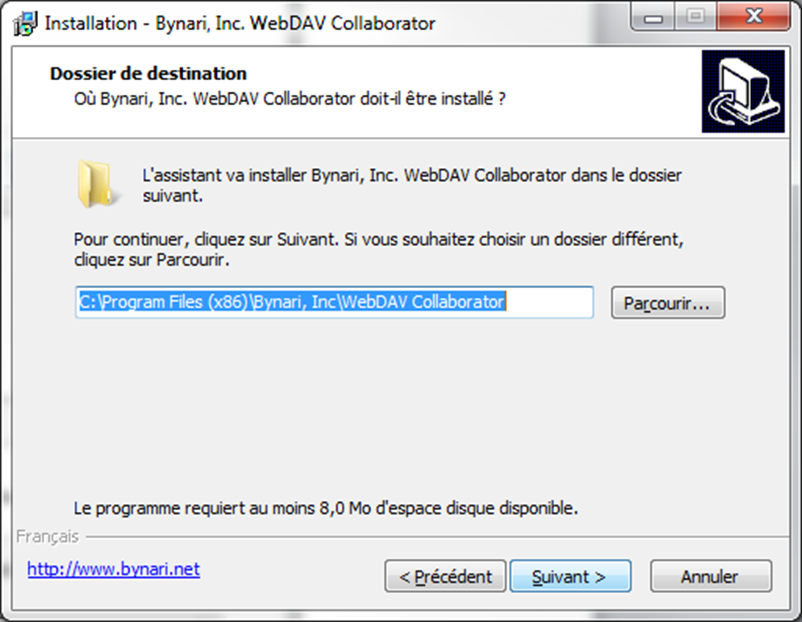 Installation - Bynari, Inc. WebDAV Collaborator
Dossier de destination
Où Bynari, Inc. WebDAV Collaborator doit-il être installé ?
L'assistant va installer Bynari, Inc. WebDAV Collaborator dans le dossier
suivant.
Pour continuer, cliquez sur Suivant. Si vous souhaitez choisir un dossier différent,
cliquez sur Parcourir.
C:\Program Files (x86)\Bynari, Inc\WebDAV Collaborator
Parcourir...
Le programme requiert au moins 8,0 Mo d'espace disque disponible.
Français
http://www.bynari.net
< Précédent
Suivant >
Annuler